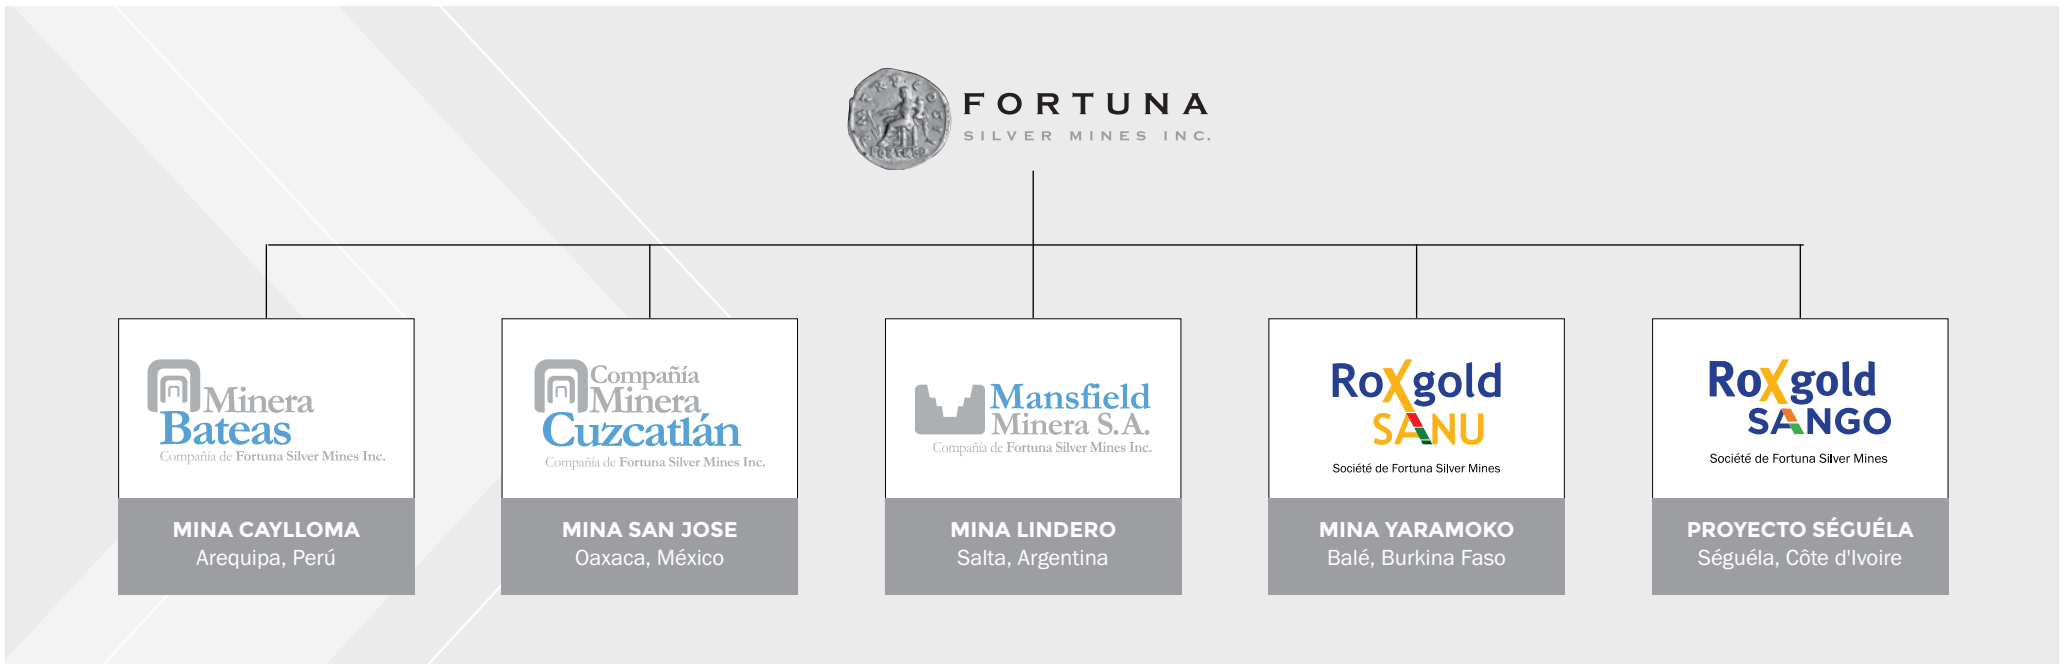 FORTUNA
SILVER MINES INC.
Minera
Bateas
Compañía de Fortuna Silver Mines Inc.
MINA CAYLLOMA
Arequipa, Perú
Compañía
Minera
Cuzcatlán
Compañía de Fortuna Silver Mines Inc.
MINA SAN JOSE
Oaxaca, México
Mansfield
Minera S.A.
Compañía de Fortuna Silver Mines Inc.
MINA LINDERO
Salta, Argentina
Roxgold
SANU
Société de Fortuna Silver Mines
MINA YARAMOKO
Balé, Burkina Faso
Roxgold
SANGO
Société de Fortuna Silver Mines
PROYECTO SÉGUÉLA
Séguéla, Côte d'Ivoire